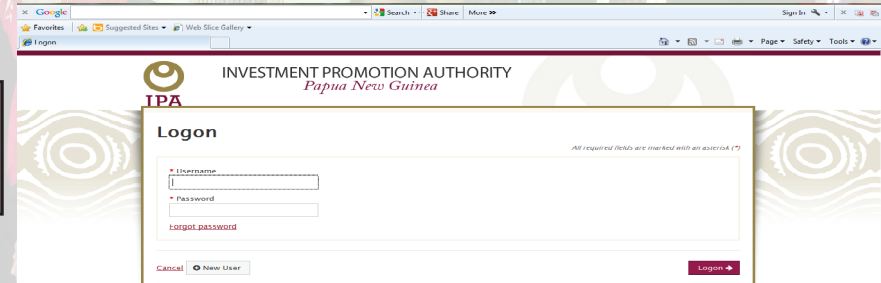 × Google Search Share More » Sign In
Favorites Suggested Sites Web Slice Gallery
Logon Page Safety Tools
INVESTMENT PROMOTION AUTHORITY
Papua New Guinea
IPA
Logon
All required fields are marked with an asterisk (*)
* Username
* Password
Forgot password
Cancel New User Logon